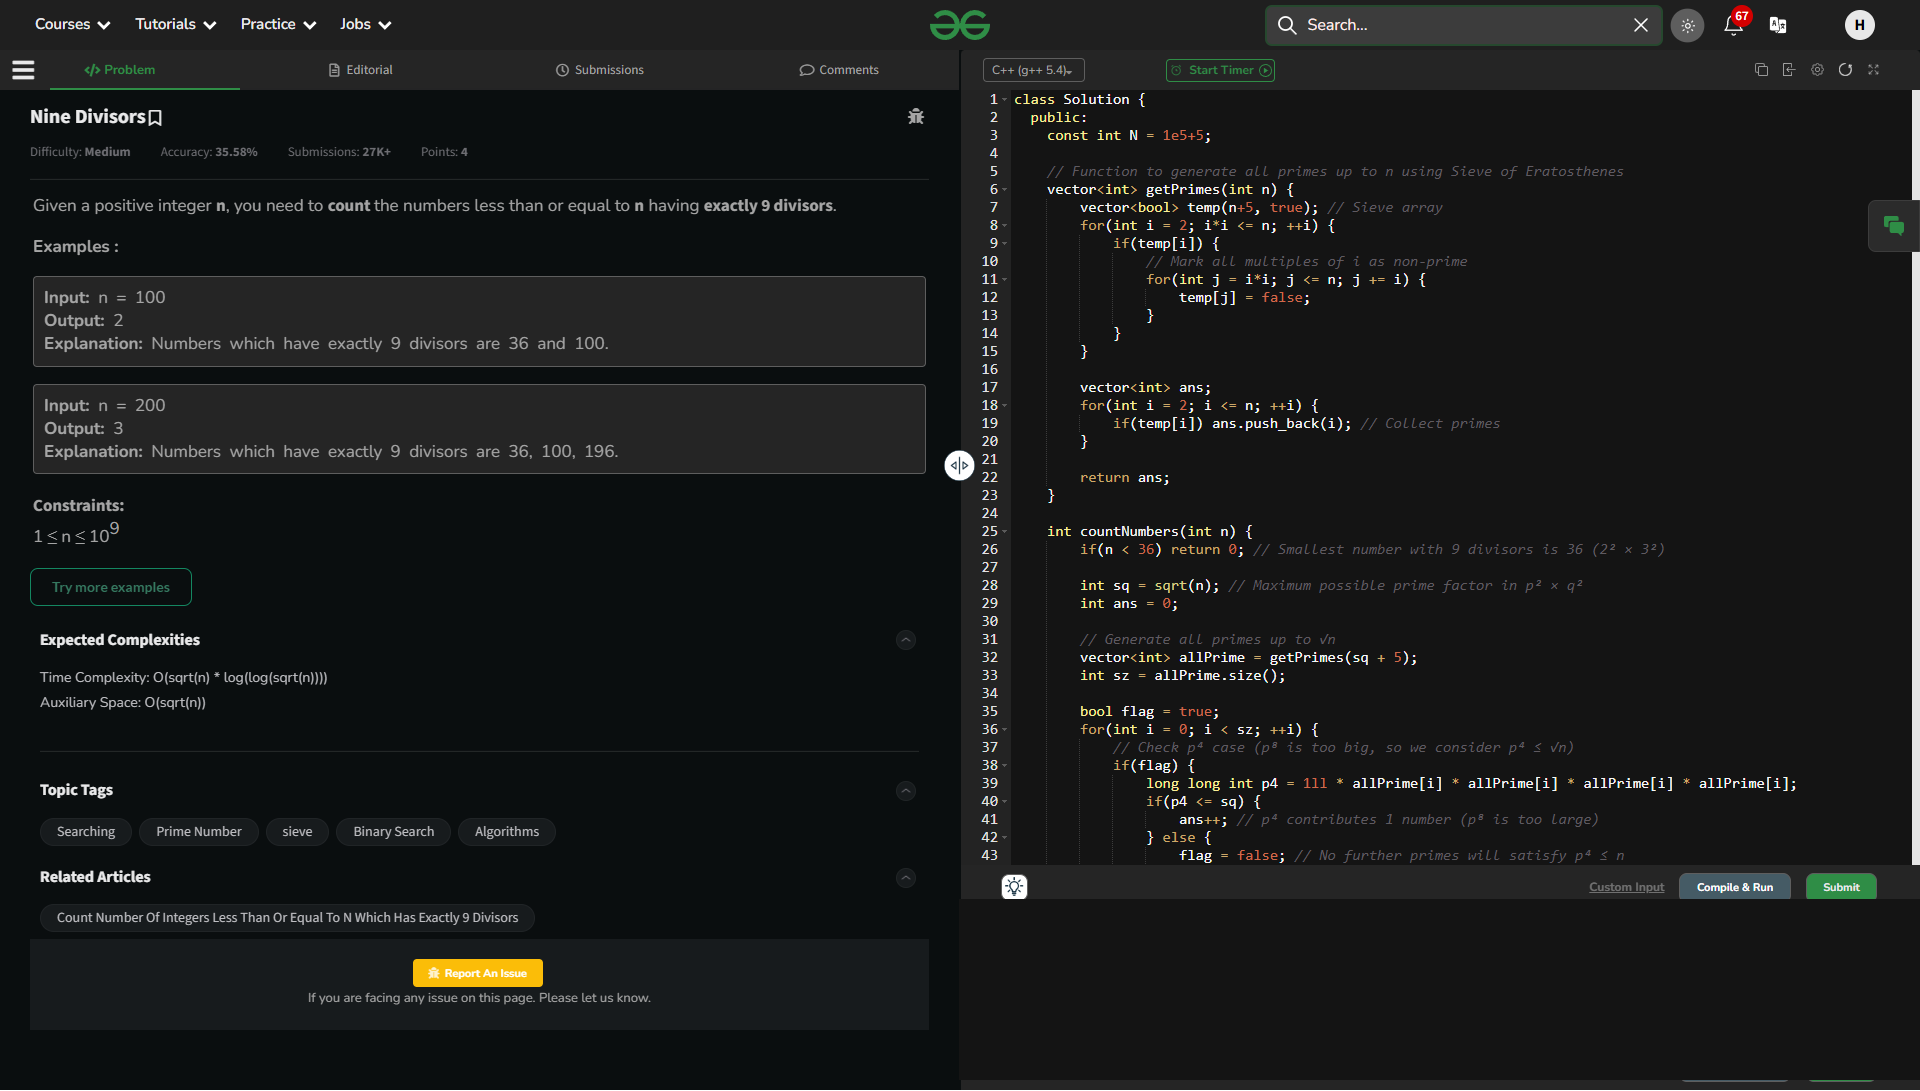 Courses Tutorials Practice Jobs
Search...
67
H
</> Problem Editorial Submissions Comments
C++ (g++ 5.4)
Start Timer
Nine Divisors
Difficulty: Medium Accuracy: 35.58% Submissions: 27K+ Points: 4
Given a positive integer n, you need to count the numbers less than or equal to n having exactly 9 divisors.
Examples :
Input: n = 100
Output: 2
Explanation: Numbers which have exactly 9 divisors are 36 and 100.
Input: n = 200
Output: 3
Explanation: Numbers which have exactly 9 divisors are 36, 100, 196.
Constraints:
1 ≤ n ≤ 10⁹
Try more examples
Expected Complexities
Time Complexity: O(sqrt(n) * log(log(sqrt(n))))
Auxiliary Space: O(sqrt(n))
Topic Tags
Searching Prime Number sieve Binary Search Algorithms
Related Articles
Count Number Of Integers Less Than Or Equal To N Which Has Exactly 9 Divisors
Report An Issue
If you are facing any issue on this page. Please let us know.
1 class Solution {
2 public:
3 const int N = 1e5+5;
4
5 // Function to generate all primes up to n using Sieve of Eratosthenes
6 vector<int> getPrimes(int n) {
7 vector<bool> temp(n+5, true); // Sieve array
8 for(int i = 2; i*i <= n; ++i) {
9 if(temp[i]) {
10 // Mark all multiples of i as non-prime
11 for(int j = i*i; j <= n; j += i) {
12 temp[j] = false;
13 }
14 }
15 }
16
17 vector<int> ans;
18 for(int i = 2; i <= n; ++i) {
19 if(temp[i]) ans.push_back(i); // Collect primes
20 }
21
22 return ans;
23 }
24
25 int countNumbers(int n) {
26 if(n < 36) return 0; // Smallest number with 9 divisors is 36 (2² × 3²)
27
28 int sq = sqrt(n); // Maximum possible prime factor in p² × q²
29 int ans = 0;
30
31 // Generate all primes up to √n
32 vector<int> allPrime = getPrimes(sq + 5);
33 int sz = allPrime.size();
34
35 bool flag = true;
36 for(int i = 0; i < sz; ++i) {
37 // Check p⁴ case (p⁸ is too big, so we consider p⁴ ≤ √n)
38 if(flag) {
39 long long int p4 = 1ll * allPrime[i] * allPrime[i] * allPrime[i] * allPrime[i];
40 if(p4 <= sq) {
41 ans++; // p⁴ contributes 1 number (p⁸ is too large)
42 } else {
43 flag = false; // No further primes will satisfy p⁴ ≤ n
Custom Input Compile & Run Submit